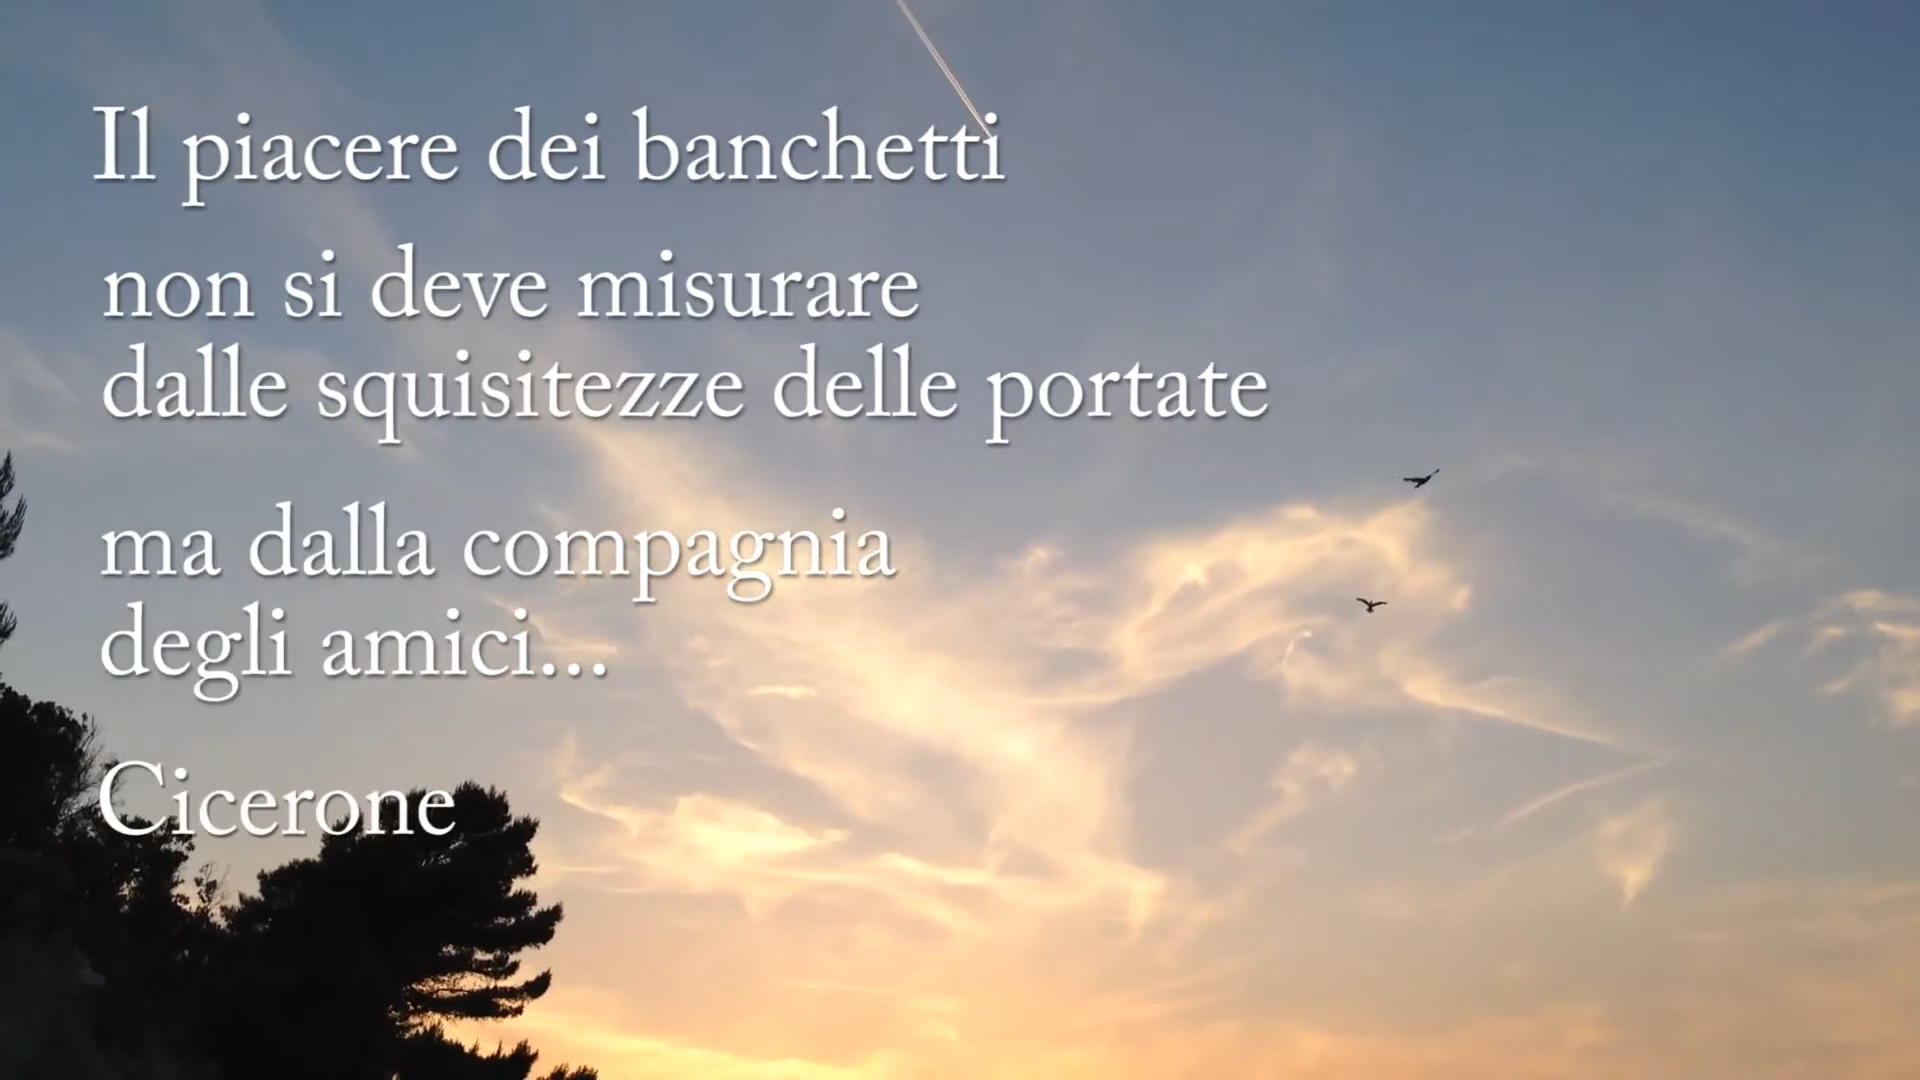 Il piacere dei banchetti
non si deve misurare
dalle squisitezze delle portate
ma dalla compagnia
degli amici...
Cicerone